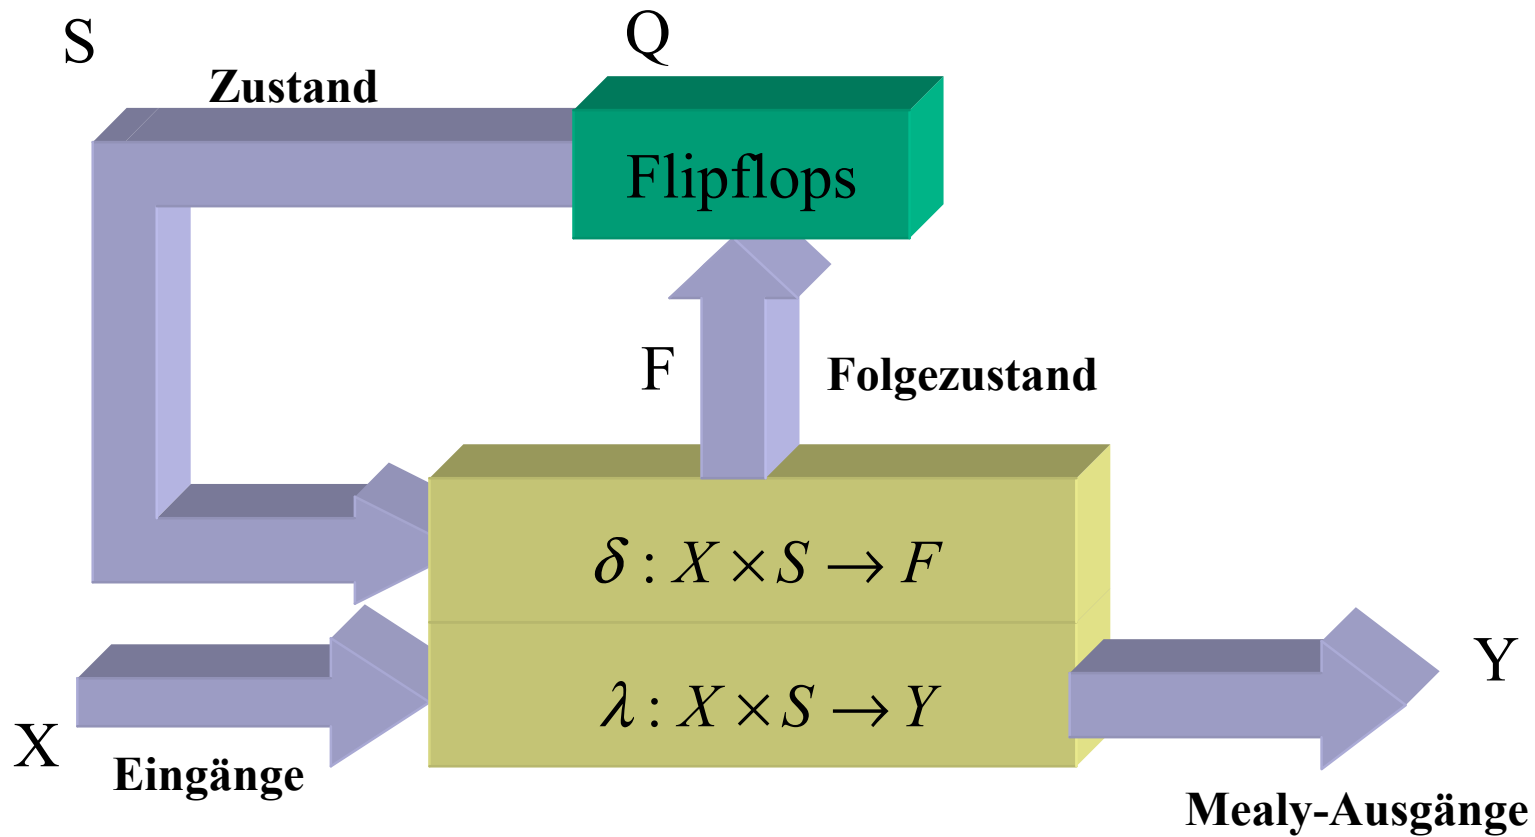 S
Q
Zustand
Flipflops
F
Folgezustand
δ : X × S → F
λ : X × S → Y
X
Eingänge
Y
Mealy-Ausgänge